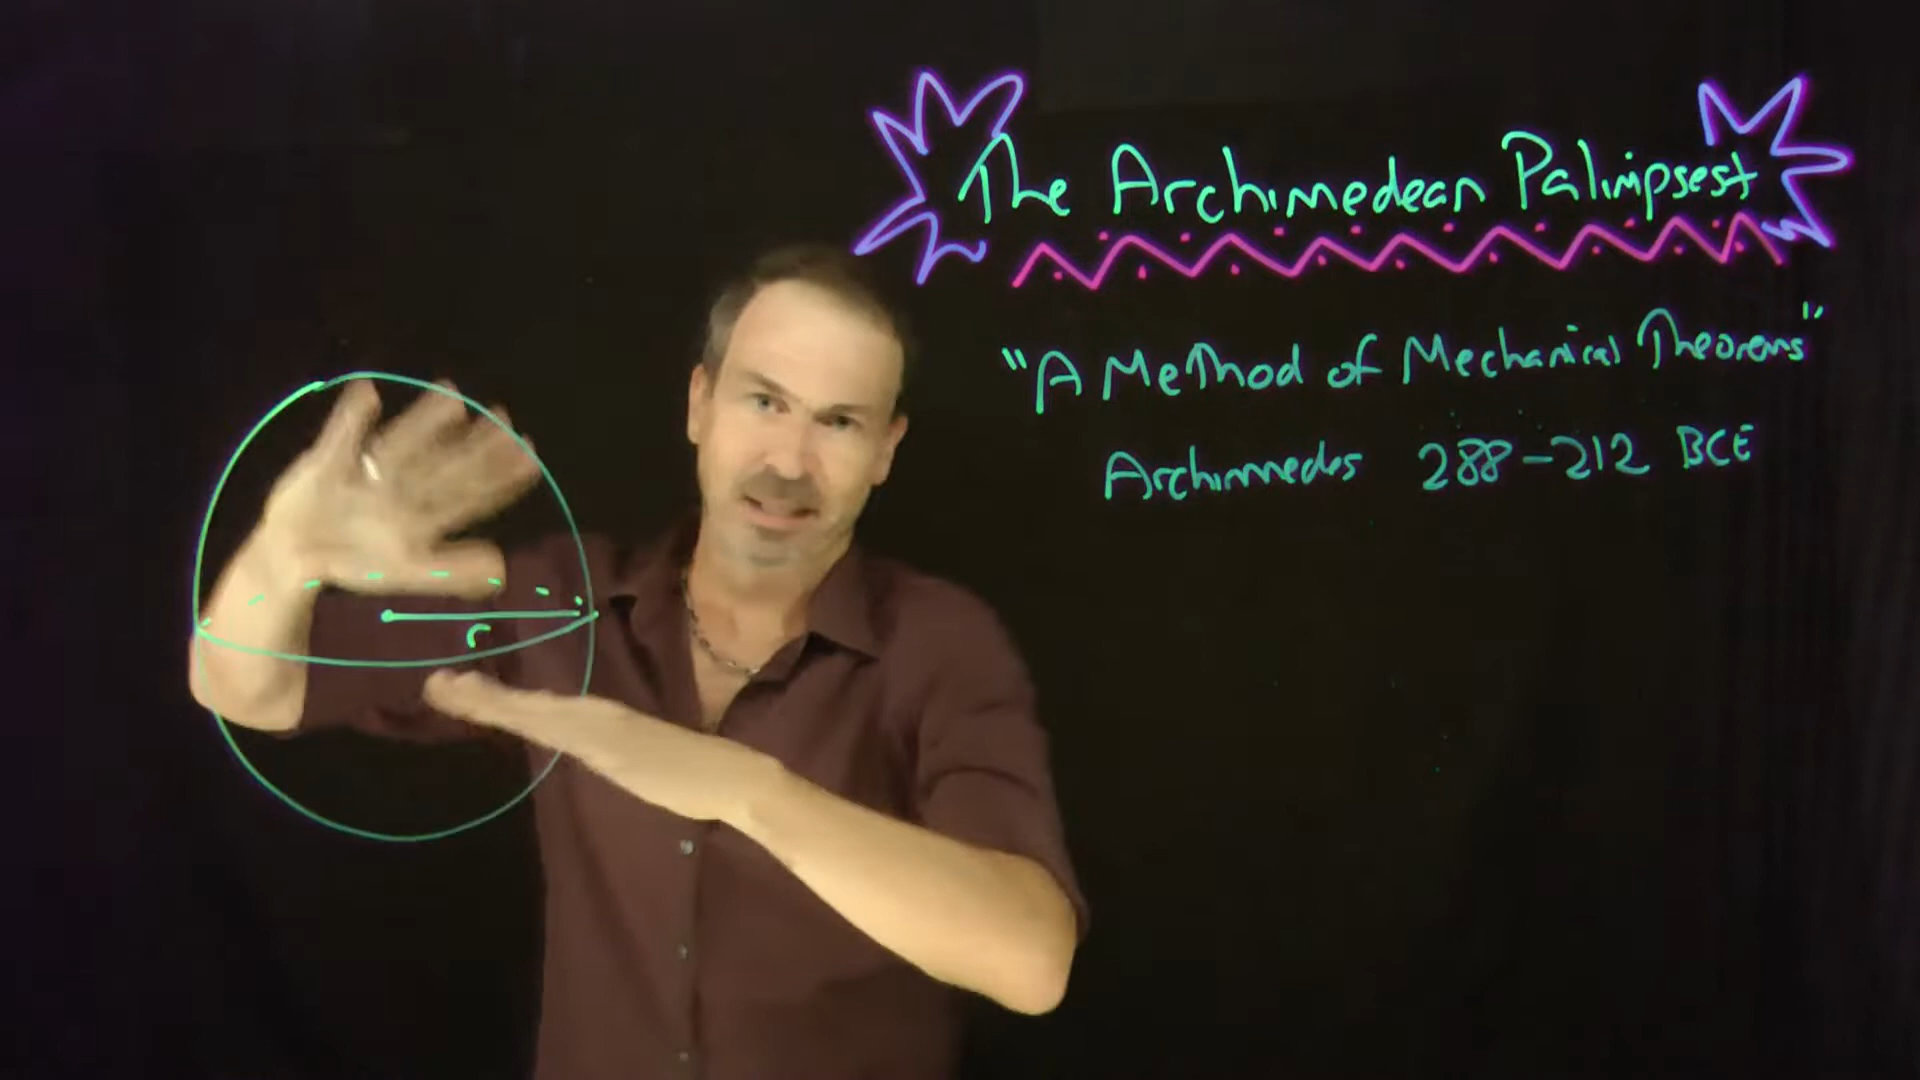 The Archimedean Palimpsest
"A Method of Mechanical Theorems"
Archimedes 288-212 BCE
r